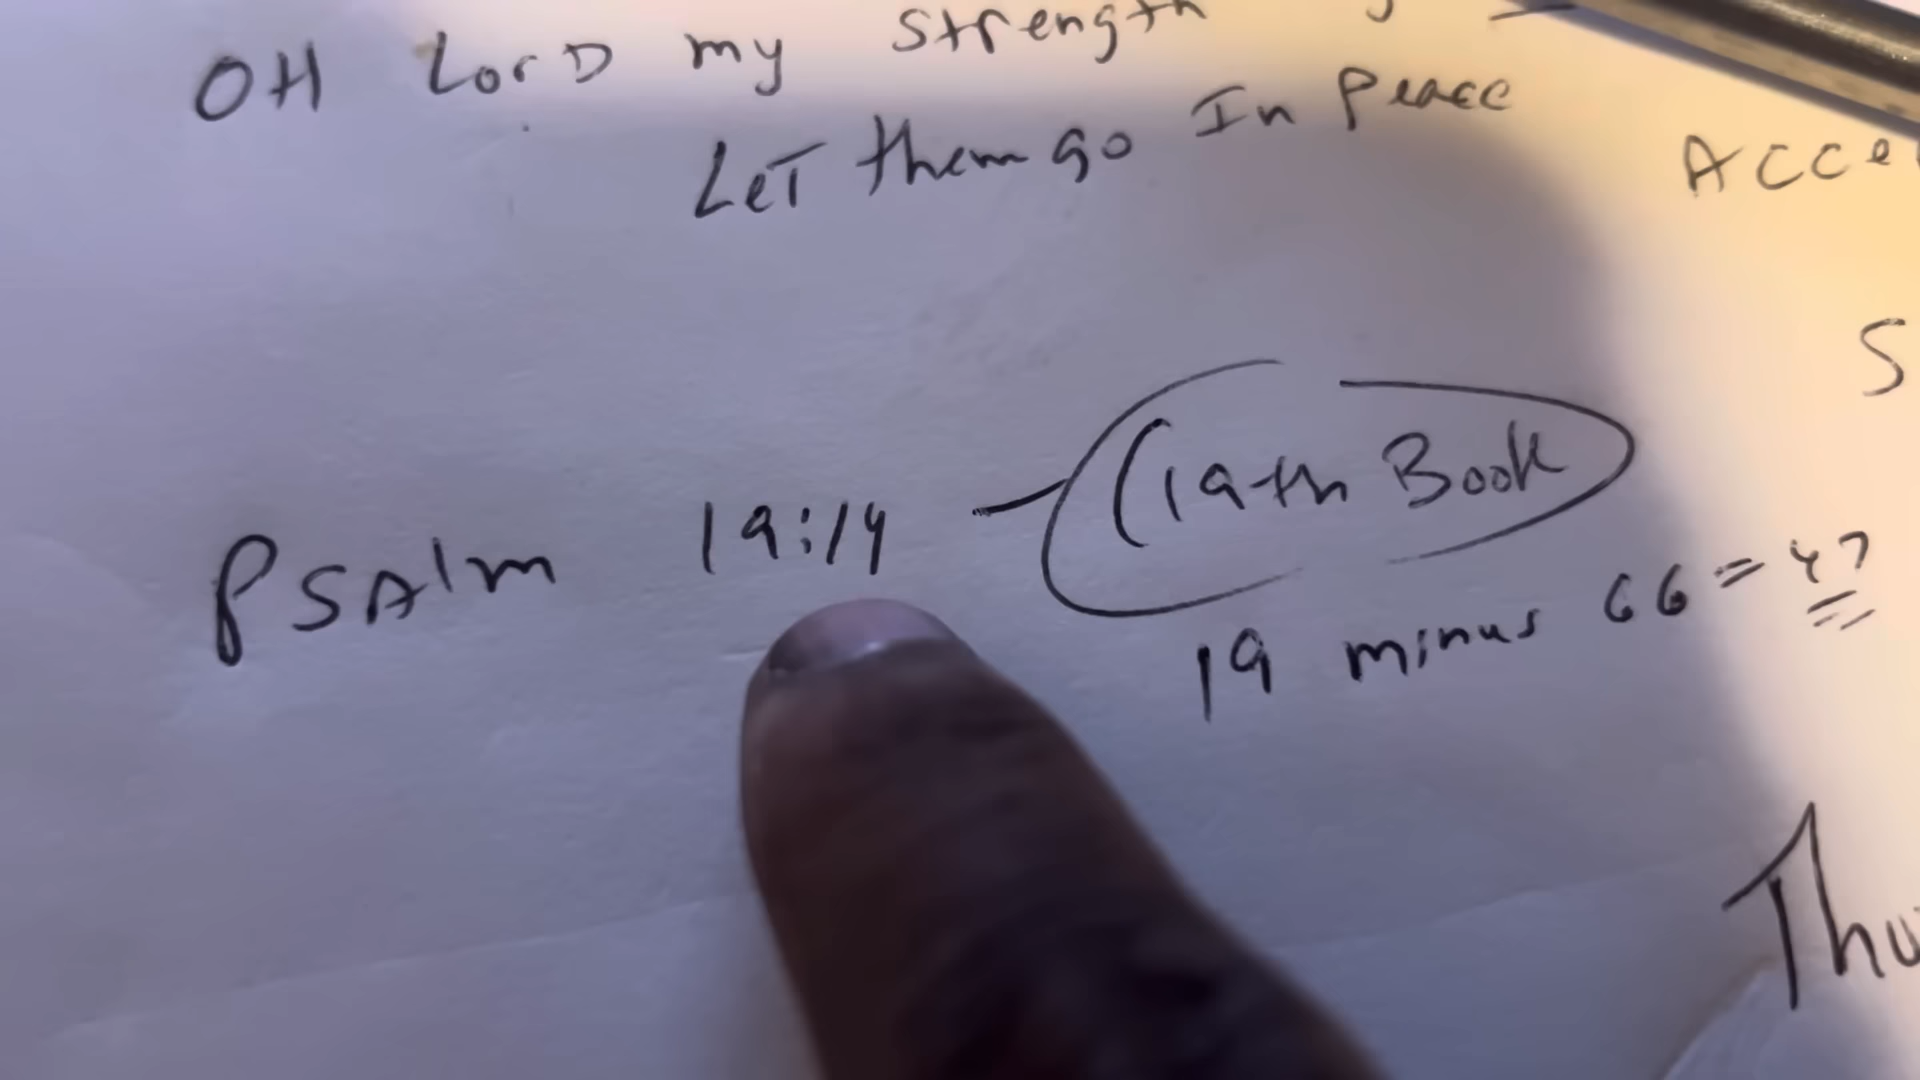 OH LorD my strength
LeT them go In peace
Acce
S
PSAlm 19:14 - (19th Book
19 minus 66 = 47
Thu